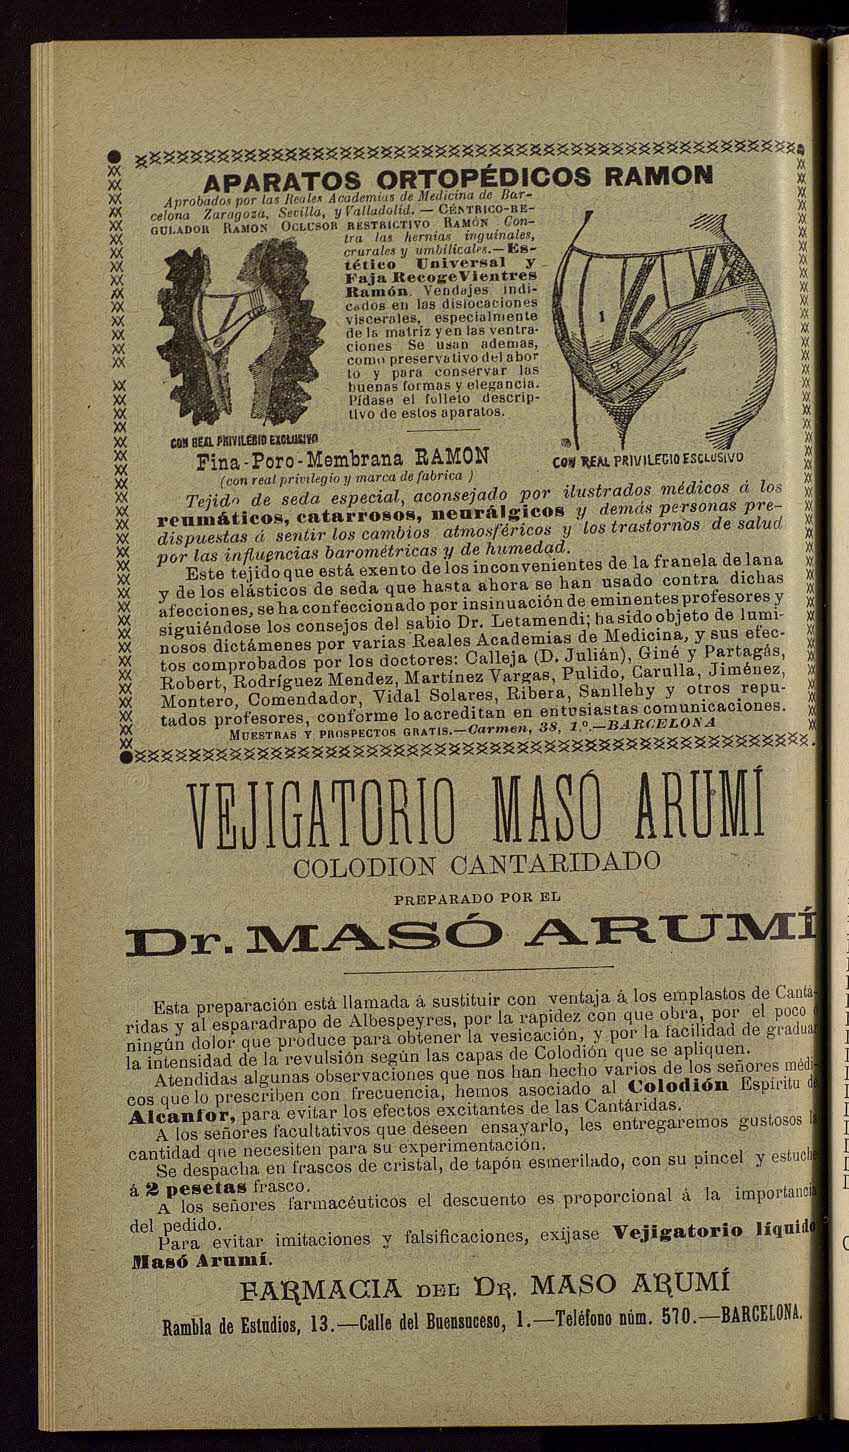 APARATOS ORTOPÉDICOS RAMON
Aprobados por las Reales Academias de Medicina de Bar-
celona Zaragoza, Sevilla, y Valladolid. — CÉNTRICO-RE-
GULADOR RAMON OCLUSOR RESTRICTIVO RAMÓN Con-
tra las hernias inguinales,
crurales y umbilicales.—Es-
tético Universal y
Faja RecogeVientres
Ramón. Vendajes indi-
cados en las dislocaciones
viscerales, especialmente
de la matriz y en las ventra-
ciones Se usan ademas,
como preservativo del abor
to y para conservar las
buenas formas y elegancia.
Pídase el folleto descrip-
tivo de estos aparatos.
1
2
3
CON REAL PRIVILEGIO EXCLUSIVO
CON REAL PRIVILEGIO ESCLUSIVO
Fina-Poro-Membrana RAMON
(con real privilegio y marca de fabrica )
Tejido de seda especial, aconsejado por ilustrados médicos á los
reumáticos, catarrosos, neurálgicos y demás personas pre-
dispuestas á sentir los cambios atmosféricos y los trastornos de salud
por las influencias barométricas y de humedad.
Este tejido que está exento de los inconvenientes de la franela de lana
y de los elásticos de seda que hasta ahora se han usado contra dichas
afecciones, se ha confeccionado por insinuación de eminentes profesores y
siguiéndose los consejos del sabio Dr. Letamendi; ha sido objeto de lumi-
nosos dictámenes por varias Reales Academias de Medicina, y sus efec-
tos comprobados por los doctores: Calleja (D. Julián), Giné y Partagás,
Robert, Rodríguez Mendez, Martínez Vargas, Pulido, Carulla, Jiménez,
Montero, Comendador, Vidal Solares, Ribera, Sanllehy y otros repu-
tados profesores, conforme lo acreditan en entusiastas comunicaciones.
MUESTRAS Y PROSPECTOS GRATIS.—Carmen, 38, 1.º—BARCELONA
VEJIGATORIO MASÓ ARUMÍ
COLODION CANTARIDADO
PREPARADO POR EL
Dr. MASÓ ARUMÍ
Esta preparación está llamada á sustituir con ventaja á los emplastos de Cantá-
ridas y al esparadrapo de Albespeyres, por la rapidez con que obra, por el poco ó
ningún dolor que produce para obtener la vesicación, y por la facilidad de graduar
la intensidad de la revulsión según las capas de Colodión que se apliquen.
Atendidas algunas observaciones que nos han hecho varios de los señores médi-
cos que lo prescriben con frecuencia, hemos asociado al Colodión Espíritu de
Alcanfor, para evitar los efectos excitantes de las Cantáridas.
A los señores facultativos que deseen ensayarlo, les entregaremos gustosos la
cantidad que necesiten para su experimentación.
Se despacha en frascos de cristal, de tapón esmerilado, con su pincel y estuche
á 2 pesetas frasco.
A los señores farmacéuticos el descuento es proporcional á la importancia
del pedido.
Para evitar imitaciones y falsificaciones, exíjase Vejigatorio líquido
Masó Arumí.
FARMACIA DEL DR. MASO ARUMÍ
Rambla de Estudios, 13.—Calle del Buensuceso, 1.—Teléfono núm. 570.—BARCELONA.